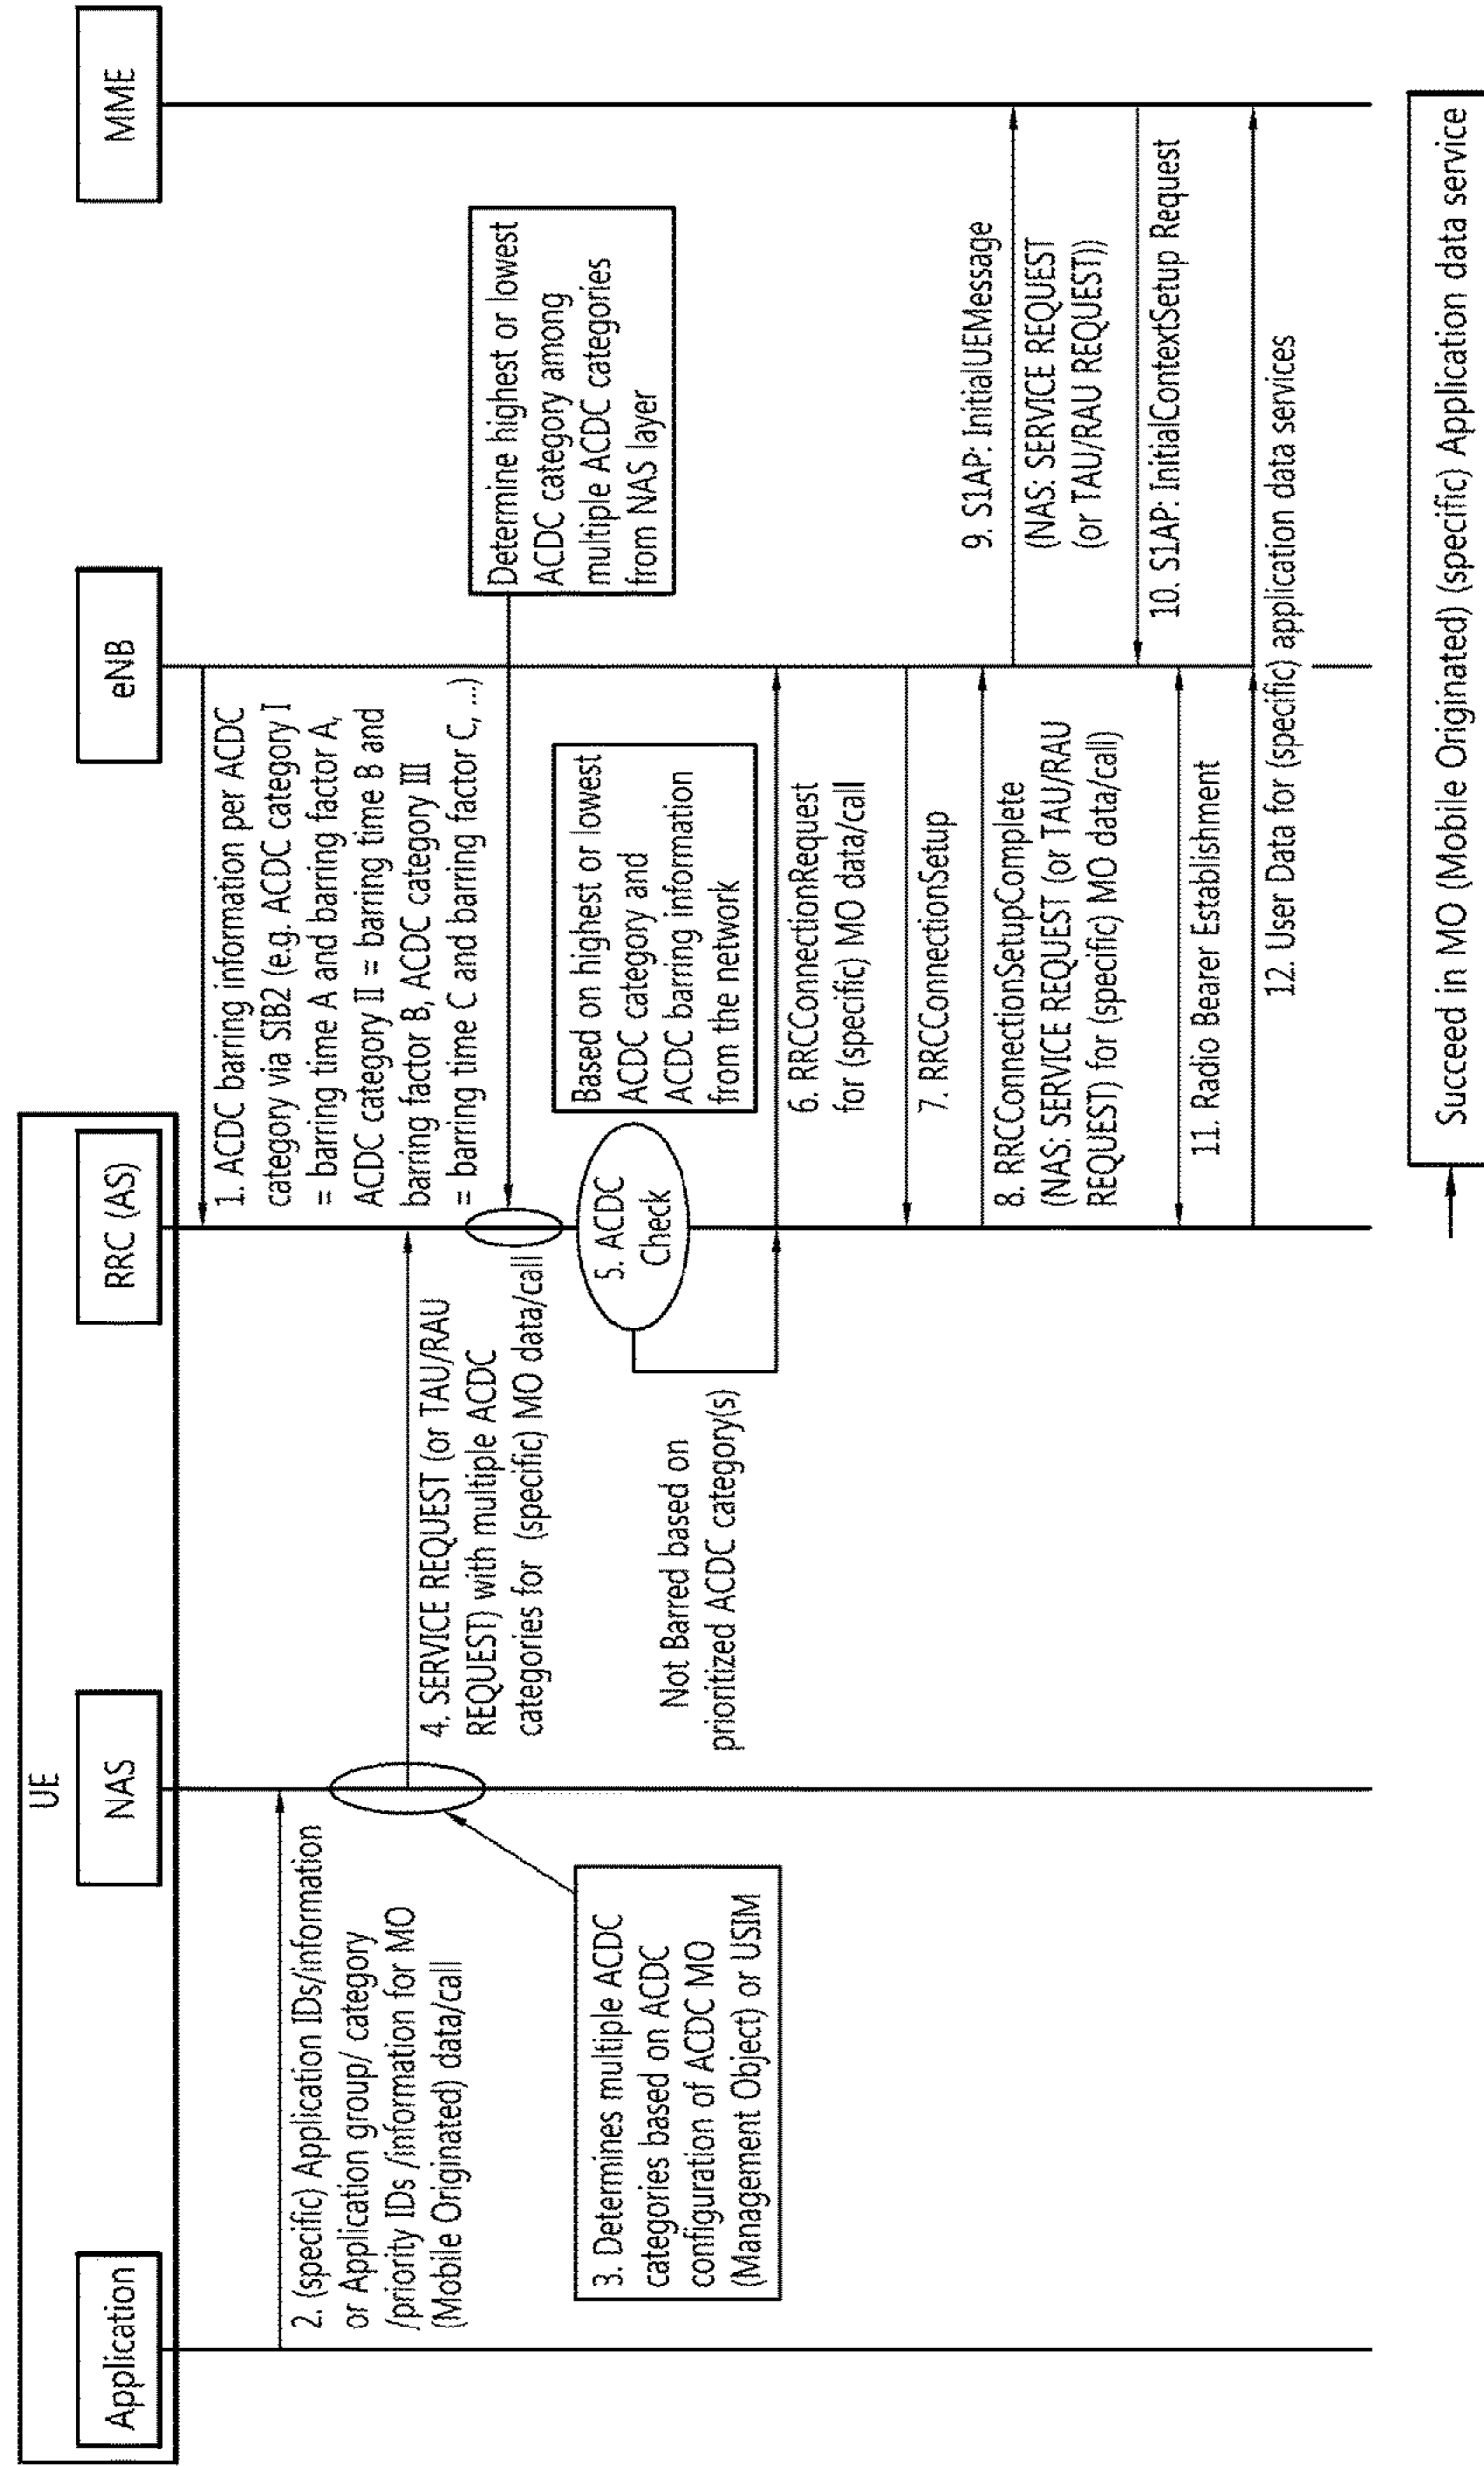 UE
Application
NAS
RRC (AS)
eNB
MME
1. ACDC barring information per ACDC
category via SIB2 (e.g. ACDC category I
= barring time A and barring factor A,
ACDC category II = barring time B and
barring factor B, ACDC category III
= barring time C and barring factor C, ...)
2. (specific) Application IDs/information
or Application group/ category
/priority IDs /information for MO
(Mobile Originated) data/call
3. Determines multiple ACDC
categories based on ACDC
configuration of ACDC MO
(Management Object) or USIM
4. SERVICE REQUEST (or TAU/RAU
REQUEST) with multiple ACDC
categories for (specific) MO data/call
Determine highest or lowest
ACDC category among
multiple ACDC categories
from NAS layer
5. ACDC
Check
Based on highest or lowest
ACDC category and
ACDC barring information
from the network
Not Barred based on
prioritized ACDC category(s)
6. RRCConnectionRequest
for (specific) MO data/call
7. RRCConnectionSetup
8. RRCConnectionSetupComplete
(NAS: SERVICE REQUEST (or TAU/RAU
REQUEST) for (specific) MO data/call)
9. S1AP: InitialUEMessage
(NAS: SERVICE REQUEST
(or TAU/RAU REQUEST))
10. S1AP: InitialContextSetup Request
11. Radio Bearer Establishment
12. User Data for (specific) application data services
Succeed in MO (Mobile Originated) (specific) Application data service